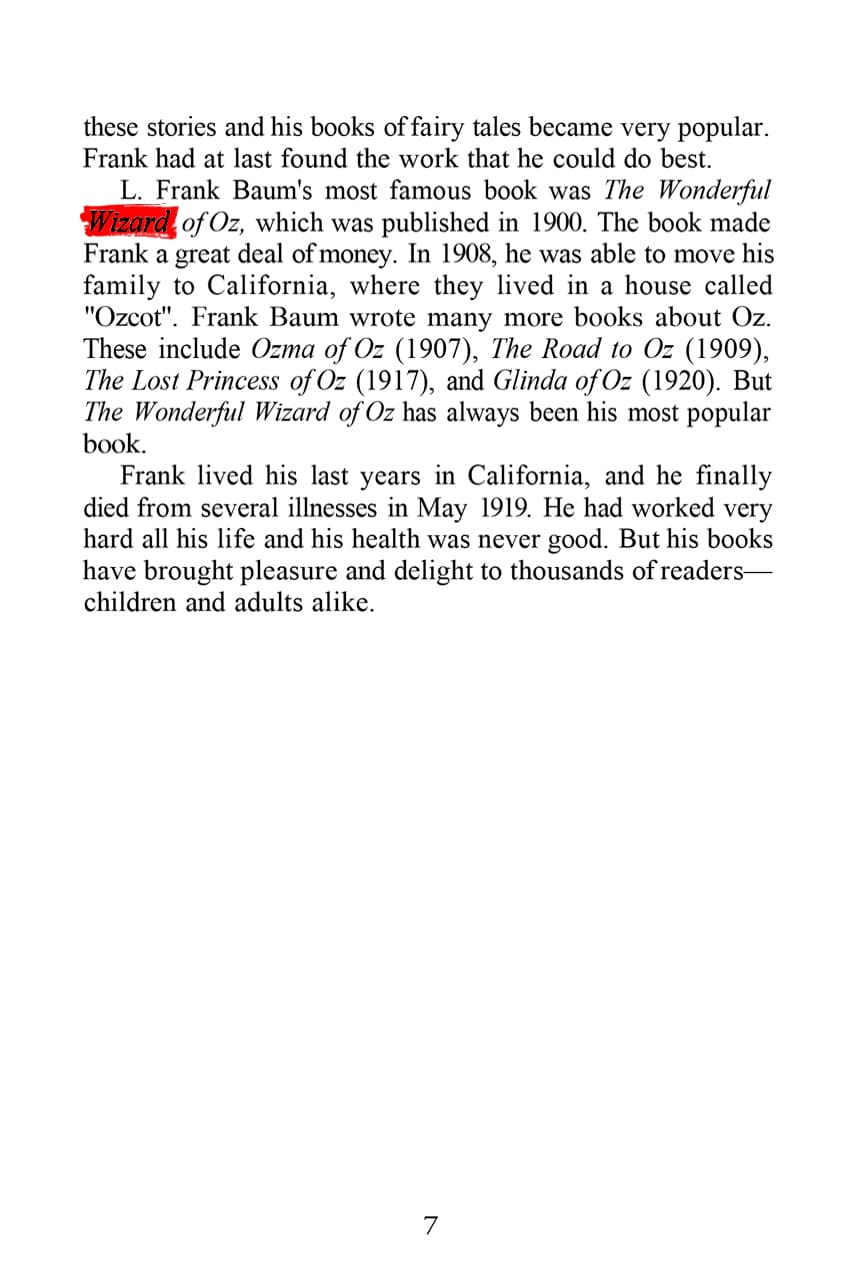 these stories and his books of fairy tales became very popular.
Frank had at last found the work that he could do best.
L. Frank Baum's most famous book was The Wonderful
Wizard of Oz, which was published in 1900. The book made
Frank a great deal of money. In 1908, he was able to move his
family to California, where they lived in a house called
"Ozcot". Frank Baum wrote many more books about Oz.
These include Ozma of Oz (1907), The Road to Oz (1909),
The Lost Princess of Oz (1917), and Glinda of Oz (1920). But
The Wonderful Wizard of Oz has always been his most popular
book.
Frank lived his last years in California, and he finally
died from several illnesses in May 1919. He had worked very
hard all his life and his health was never good. But his books
have brought pleasure and delight to thousands of readers—
children and adults alike.
7